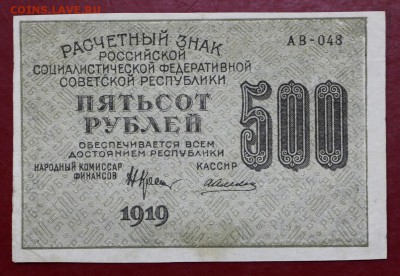 COINS.LAVE.RU
РАСЧЕТНЫЙ ЗНАК
РОССИЙСКОЙ
СОЦИАЛИСТИЧЕСКОЙ ФЕДЕРАТИВНОЙ
СОВЕТСКОЙ РЕСПУБЛИКИ
АВ-048
ПЯТЬСОТ
РУБЛЕЙ
500
ОБЕСПЕЧИВАЕТСЯ ВСЕМ
ДОСТОЯНИЕМ РЕСПУБЛИКИ
НАРОДНЫЙ КОМИССАР
ФИНАНСОВ
КАССИР
1919